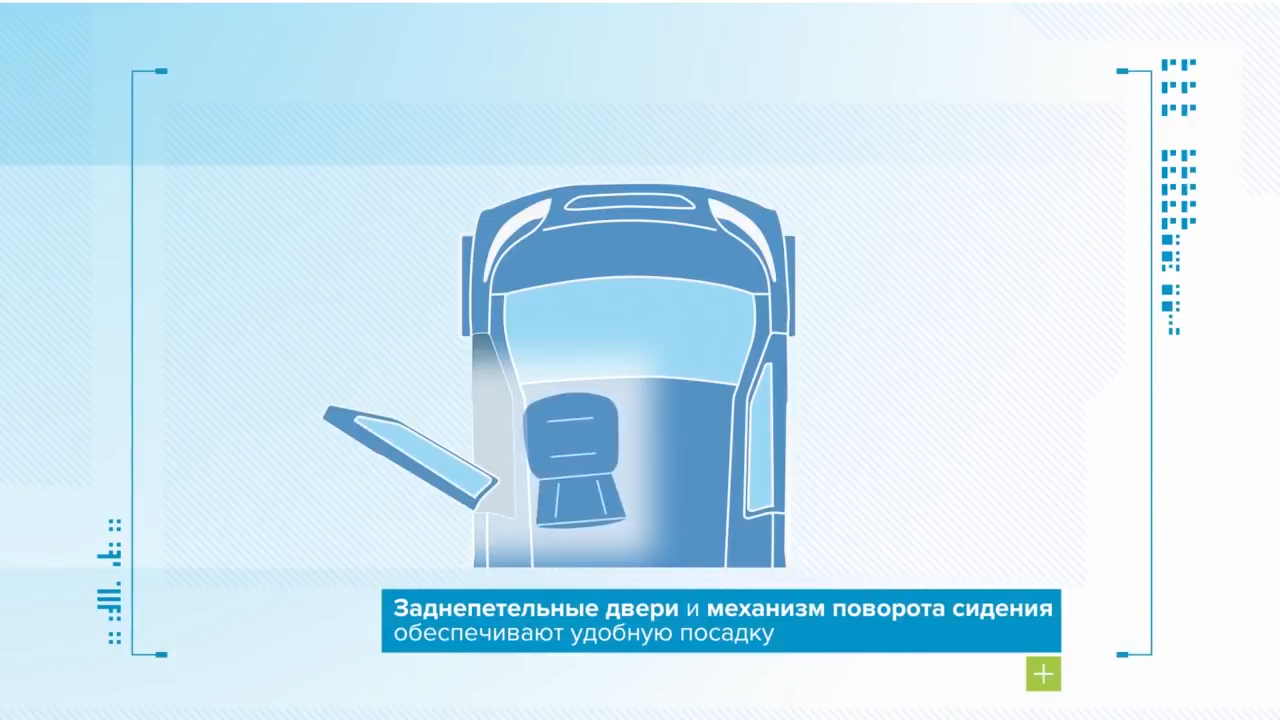 Заднепетельные двери и механизм поворота сидения
обеспечивают удобную посадку